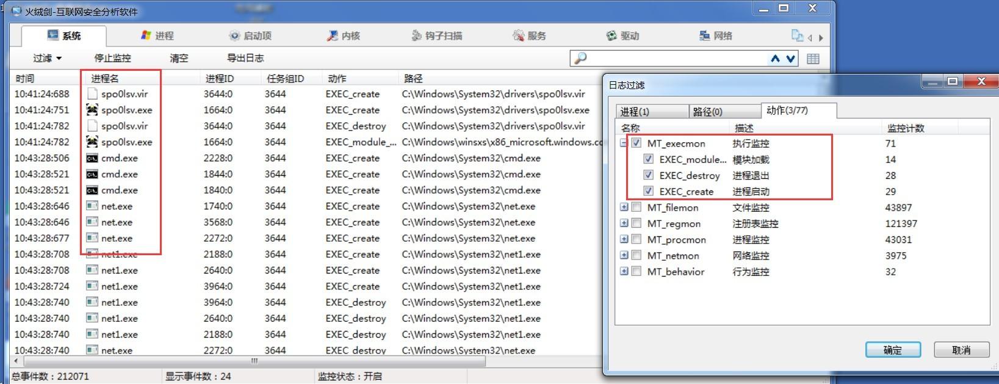 火绒剑-互联网安全分析软件
系统 进程 启动项 内核 钩子扫描 服务 驱动 网络
过滤 停止监控 清空 导出日志
时间 进程名 进程ID 任务组ID 动作 路径
10:41:24:688 spo0lsv.vir 3644:0 3644 EXEC_create C:\Windows\System32\drivers\spo0lsv.vir
10:41:24:751 spo0lsv.exe 1664:0 3644 EXEC_create C:\Windows\System32\drivers\spo0lsv.exe
10:41:24:782 spo0lsv.vir 3644:0 3644 EXEC_destroy C:\Windows\System32\drivers\spo0lsv.vir
10:41:24:782 spo0lsv.exe 1664:0 3644 EXEC_module_... C:\Windows\winsxs\x86_microsoft.windows.co
10:43:28:506 cmd.exe 2228:0 3644 EXEC_create C:\Windows\System32\cmd.exe
10:43:28:521 cmd.exe 1844:0 3644 EXEC_create C:\Windows\System32\cmd.exe
10:43:28:521 cmd.exe 1840:0 3644 EXEC_create C:\Windows\System32\cmd.exe
10:43:28:646 net.exe 1740:0 3644 EXEC_create C:\Windows\System32\net.exe
10:43:28:646 net.exe 3568:0 3644 EXEC_create C:\Windows\System32\net.exe
10:43:28:677 net.exe 2272:0 3644 EXEC_create C:\Windows\System32\net.exe
10:43:28:708 net1.exe 2188:0 3644 EXEC_create C:\Windows\System32\net1.exe
10:43:28:708 net1.exe 2640:0 3644 EXEC_create C:\Windows\System32\net1.exe
10:43:28:724 net1.exe 3964:0 3644 EXEC_create C:\Windows\System32\net1.exe
10:43:28:740 net1.exe 3964:0 3644 EXEC_destroy C:\Windows\System32\net1.exe
10:43:28:740 net1.exe 2640:0 3644 EXEC_destroy C:\Windows\System32\net1.exe
10:43:28:740 net1.exe 2188:0 3644 EXEC_destroy C:\Windows\System32\net1.exe
10:43:28:740 net.exe 2272:0 3644 EXEC_destroy C:\Windows\System32\net.exe
总事件数：212071 显示事件数：24 监控状态：开启
日志过滤
进程(1) 路径(0) 动作(3/77)
名称 描述 监控计数
MT_execmon 执行监控 71
EXEC_module... 模块加载 14
EXEC_destroy 进程退出 28
EXEC_create 进程启动 29
MT_filemon 文件监控 43897
MT_regmon 注册表监控 121397
MT_procmon 进程监控 43031
MT_netmon 网络监控 3975
MT_behavior 行为监控 32
确定 取消